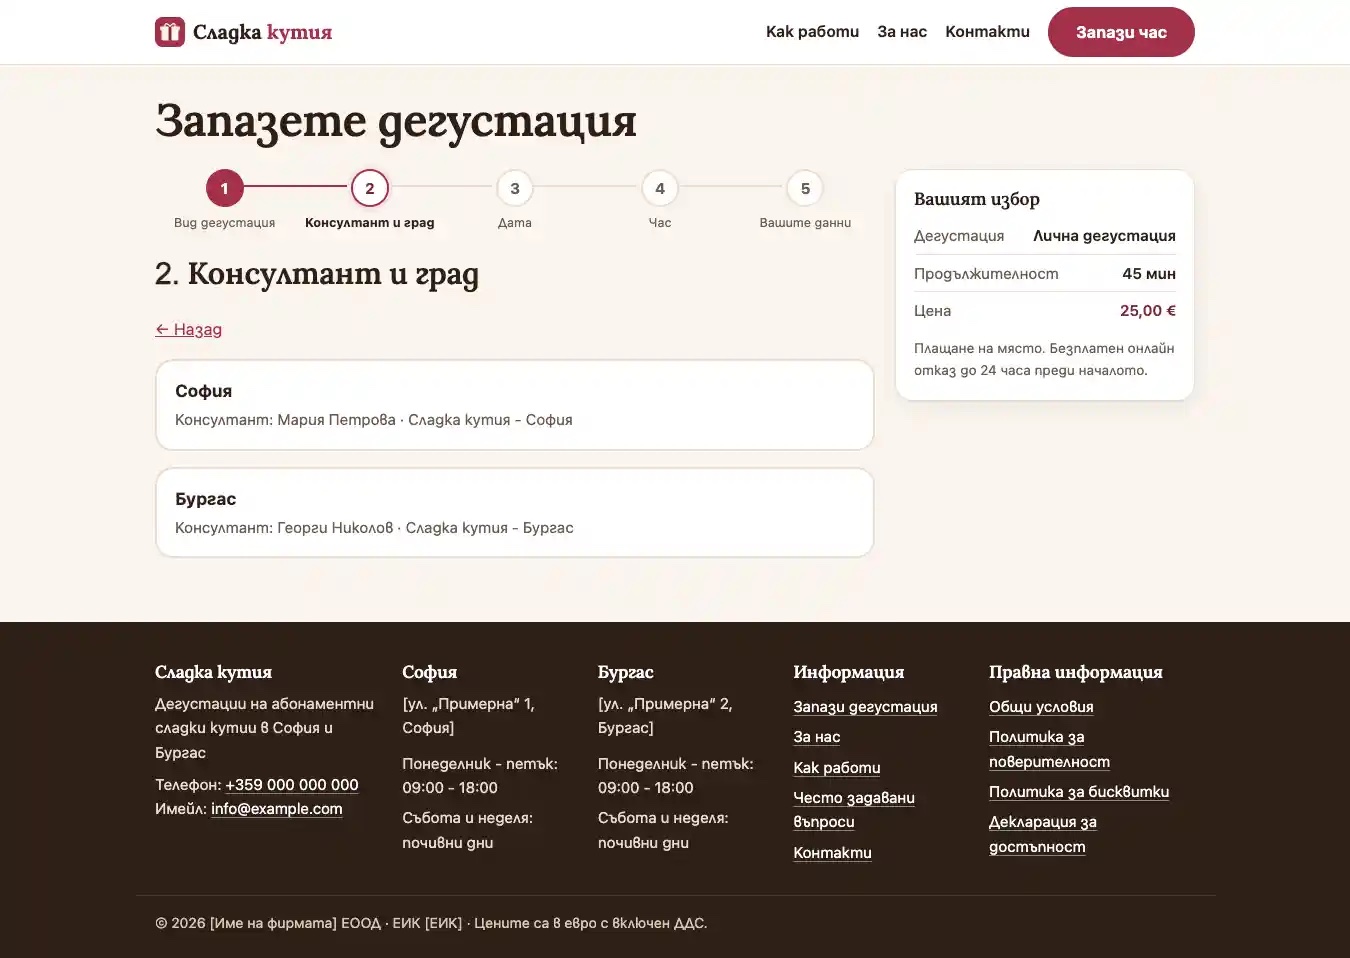 Сладка кутия
Как работи
За нас
Контакти
Запази час
Запазете дегустация
1
2
3
4
5
Вид дегустация
Консултант и град
Дата
Час
Вашите данни
2. Консултант и град
← Назад
София
Консултант: Мария Петрова · Сладка кутия - София
Бургас
Консултант: Георги Николов · Сладка кутия - Бургас
Вашият избор
Дегустация Лична дегустация
Продължителност 45 мин
Цена 25,00 €
Плащане на място. Безплатен онлайн
отказ до 24 часа преди началото.
Сладка кутия
Дегустации на абонаментни
сладки кутии в София и
Бургас
Телефон: +359 000 000 000
Имейл: info@example.com
София
[ул. „Примерна“ 1,
София]
Понеделник - петък:
09:00 - 18:00
Събота и неделя:
почивни дни
Бургас
[ул. „Примерна“ 2,
Бургас]
Понеделник - петък:
09:00 - 18:00
Събота и неделя:
почивни дни
Информация
Запази дегустация
За нас
Как работи
Често задавани
въпроси
Контакти
Правна информация
Общи условия
Политика за
поверителност
Политика за бисквитки
Декларация за
достъпност
© 2026 [Име на фирмата] ЕООД · ЕИК [ЕИК] · Цените са в евро с включен ДДС.